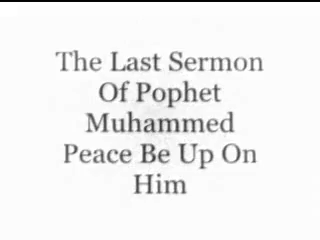 The Last Sermon
Of Pophet
Muhammed
Peace Be Up On
Him